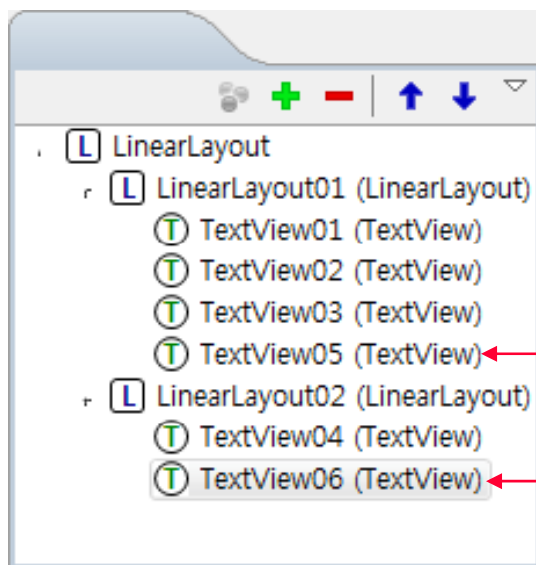 L LinearLayout
L LinearLayout01 (LinearLayout)
T TextView01 (TextView)
T TextView02 (TextView)
T TextView03 (TextView)
T TextView05 (TextView)
L LinearLayout02 (LinearLayout)
T TextView04 (TextView)
T TextView06 (TextView)